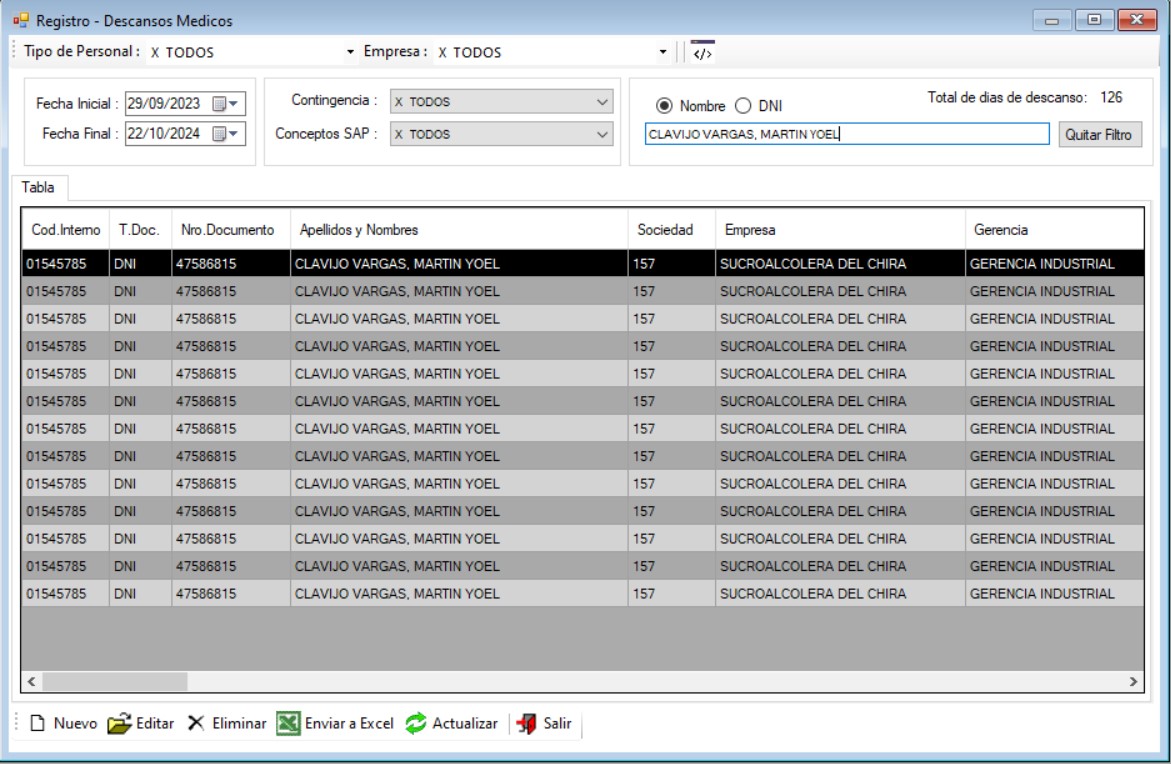 Registro - Descansos Medicos
Tipo de Personal : X TODOS Empresa : X TODOS
Fecha Inicial : 29/09/2023
Fecha Final : 22/10/2024
Contingencia : X TODOS
Conceptos SAP : X TODOS
Nombre DNI Total de dias de descanso: 126
CLAVIJO VARGAS, MARTIN YOEL Quitar Filtro
Tabla
Cod.Interno T.Doc. Nro.Documento Apellidos y Nombres Sociedad Empresa Gerencia
01545785 DNI 47586815 CLAVIJO VARGAS, MARTIN YOEL 157 SUCROALCOLERA DEL CHIRA GERENCIA INDUSTRIAL
01545785 DNI 47586815 CLAVIJO VARGAS, MARTIN YOEL 157 SUCROALCOLERA DEL CHIRA GERENCIA INDUSTRIAL
01545785 DNI 47586815 CLAVIJO VARGAS, MARTIN YOEL 157 SUCROALCOLERA DEL CHIRA GERENCIA INDUSTRIAL
01545785 DNI 47586815 CLAVIJO VARGAS, MARTIN YOEL 157 SUCROALCOLERA DEL CHIRA GERENCIA INDUSTRIAL
01545785 DNI 47586815 CLAVIJO VARGAS, MARTIN YOEL 157 SUCROALCOLERA DEL CHIRA GERENCIA INDUSTRIAL
01545785 DNI 47586815 CLAVIJO VARGAS, MARTIN YOEL 157 SUCROALCOLERA DEL CHIRA GERENCIA INDUSTRIAL
01545785 DNI 47586815 CLAVIJO VARGAS, MARTIN YOEL 157 SUCROALCOLERA DEL CHIRA GERENCIA INDUSTRIAL
01545785 DNI 47586815 CLAVIJO VARGAS, MARTIN YOEL 157 SUCROALCOLERA DEL CHIRA GERENCIA INDUSTRIAL
01545785 DNI 47586815 CLAVIJO VARGAS, MARTIN YOEL 157 SUCROALCOLERA DEL CHIRA GERENCIA INDUSTRIAL
01545785 DNI 47586815 CLAVIJO VARGAS, MARTIN YOEL 157 SUCROALCOLERA DEL CHIRA GERENCIA INDUSTRIAL
01545785 DNI 47586815 CLAVIJO VARGAS, MARTIN YOEL 157 SUCROALCOLERA DEL CHIRA GERENCIA INDUSTRIAL
01545785 DNI 47586815 CLAVIJO VARGAS, MARTIN YOEL 157 SUCROALCOLERA DEL CHIRA GERENCIA INDUSTRIAL
01545785 DNI 47586815 CLAVIJO VARGAS, MARTIN YOEL 157 SUCROALCOLERA DEL CHIRA GERENCIA INDUSTRIAL
Nuevo Editar Eliminar Enviar a Excel Actualizar Salir